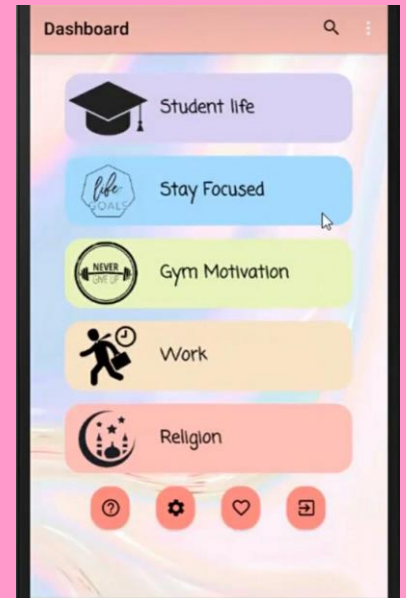 Dashboard
Student life
life
GOALS
Stay Focused
NEVER
GIVE UP
Gym Motivation
Work
Religion